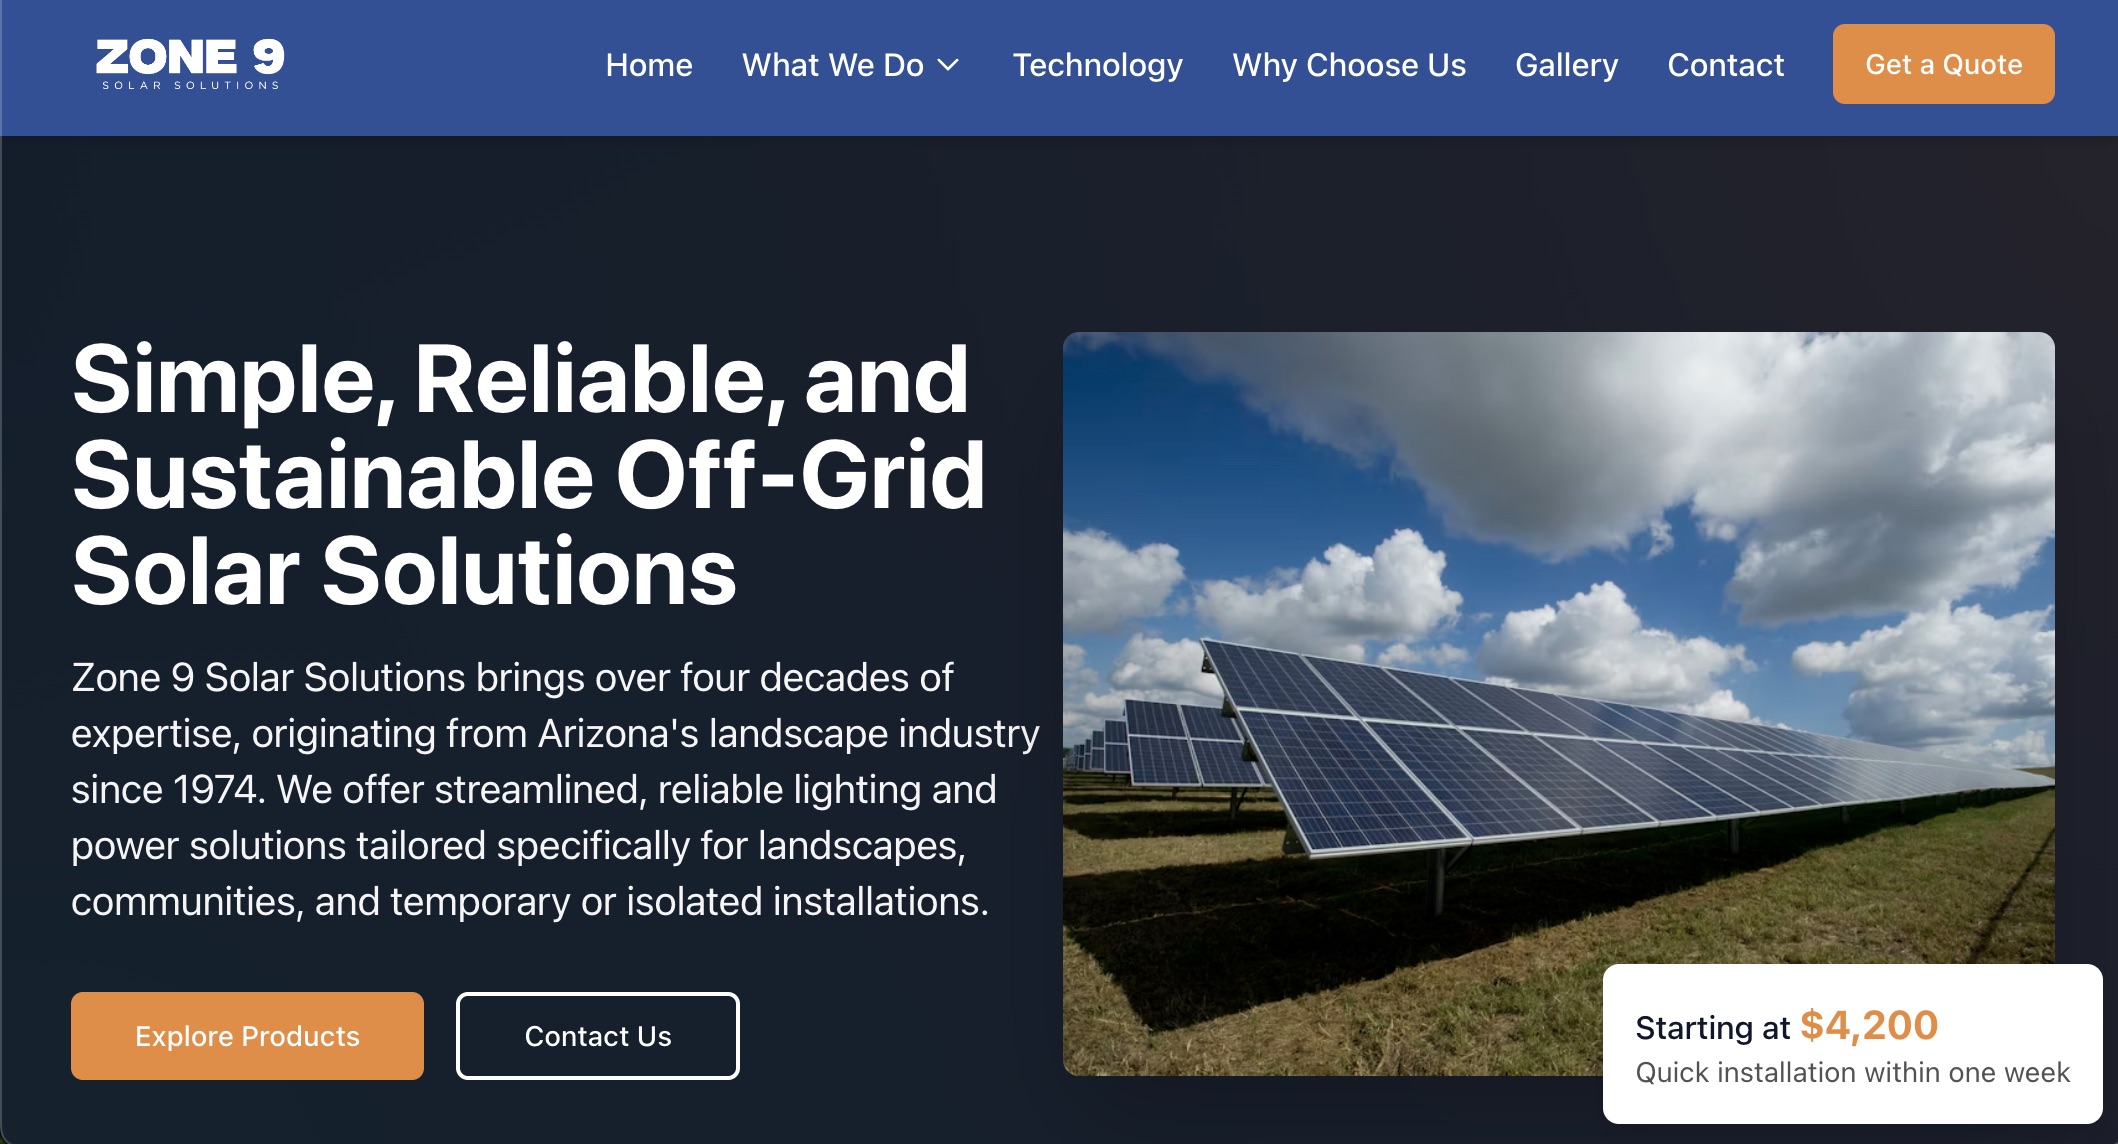 ZONE 9
SOLAR SOLUTIONS
Home
What We Do
Technology
Why Choose Us
Gallery
Contact
Get a Quote
Simple, Reliable, and
Sustainable Off-Grid
Solar Solutions
Zone 9 Solar Solutions brings over four decades of
expertise, originating from Arizona's landscape industry
since 1974. We offer streamlined, reliable lighting and
power solutions tailored specifically for landscapes,
communities, and temporary or isolated installations.
Explore Products
Contact Us
Starting at $4,200
Quick installation within one week